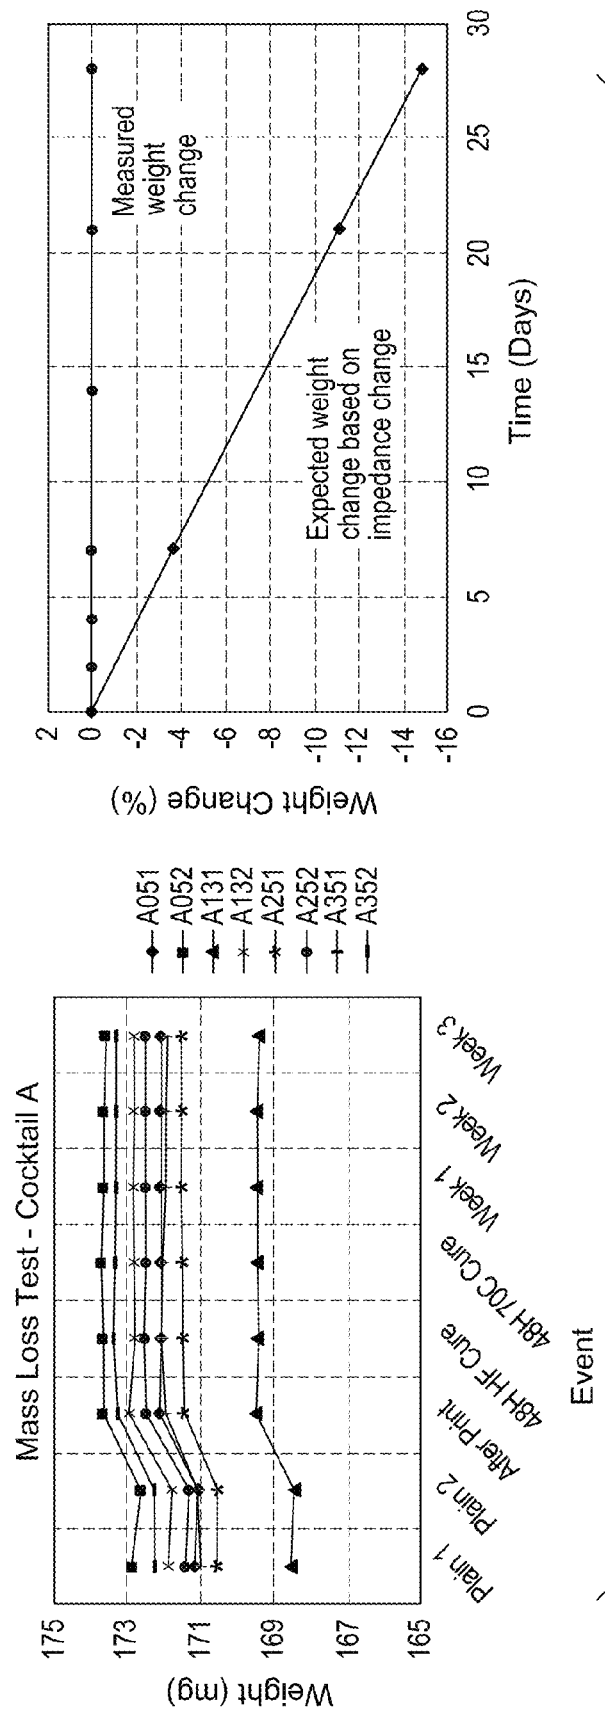 Mass Loss Test - Cocktail A
Weight (mg)
175
173
171
169
167
165
Plain 1
Plain 2
After Print
48H HF Cure
48H 70C Cure
Week 1
Week 2
Week 3
Event
A051
A052
A131
A132
A251
A252
A351
A352
Weight Change (%)
2
0
-2
-4
-6
-8
-10
-12
-14
-16
0
5
10
15
20
25
30
Time (Days)
Measured
weight
change
Expected weight
change based on
impedance change